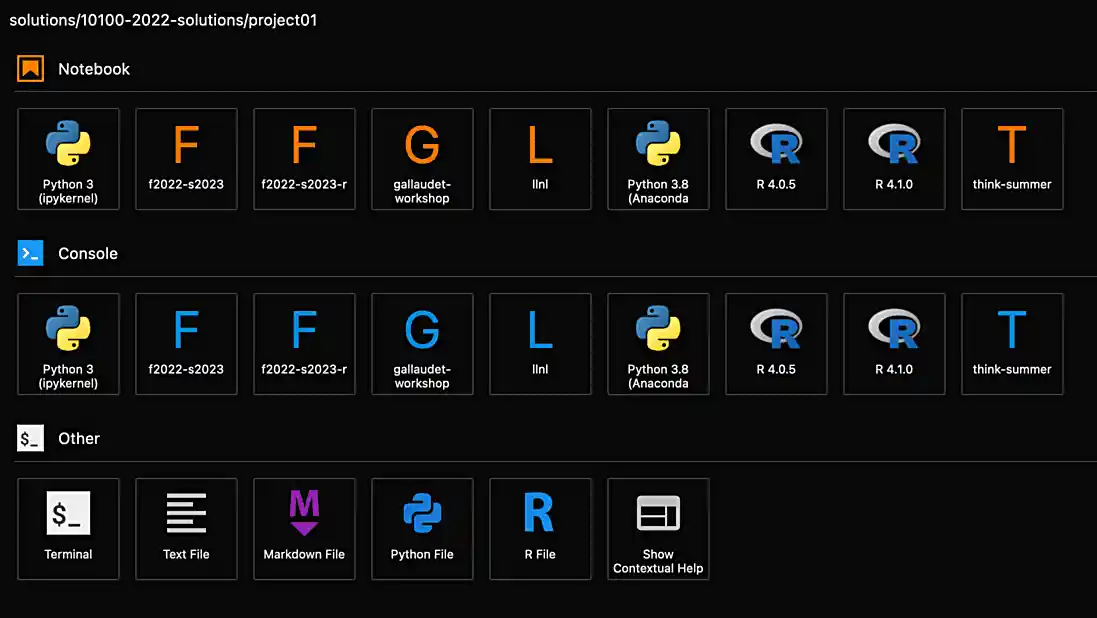 solutions/10100-2022-solutions/project01
Notebook
F F G L T
Python 3 f2022-s2023 f2022-s2023-r gallaudet- llnl Python 3.8 R 4.0.5 R 4.1.0 think-summer
(ipykernel) workshop (Anaconda
>_ Console
F F G L T
Python 3 f2022-s2023 f2022-s2023-r gallaudet- llnl Python 3.8 R 4.0.5 R 4.1.0 think-summer
(ipykernel) workshop (Anaconda
$_ Other
$_ M R
Terminal Text File Markdown File Python File R File Show
Contextual Help